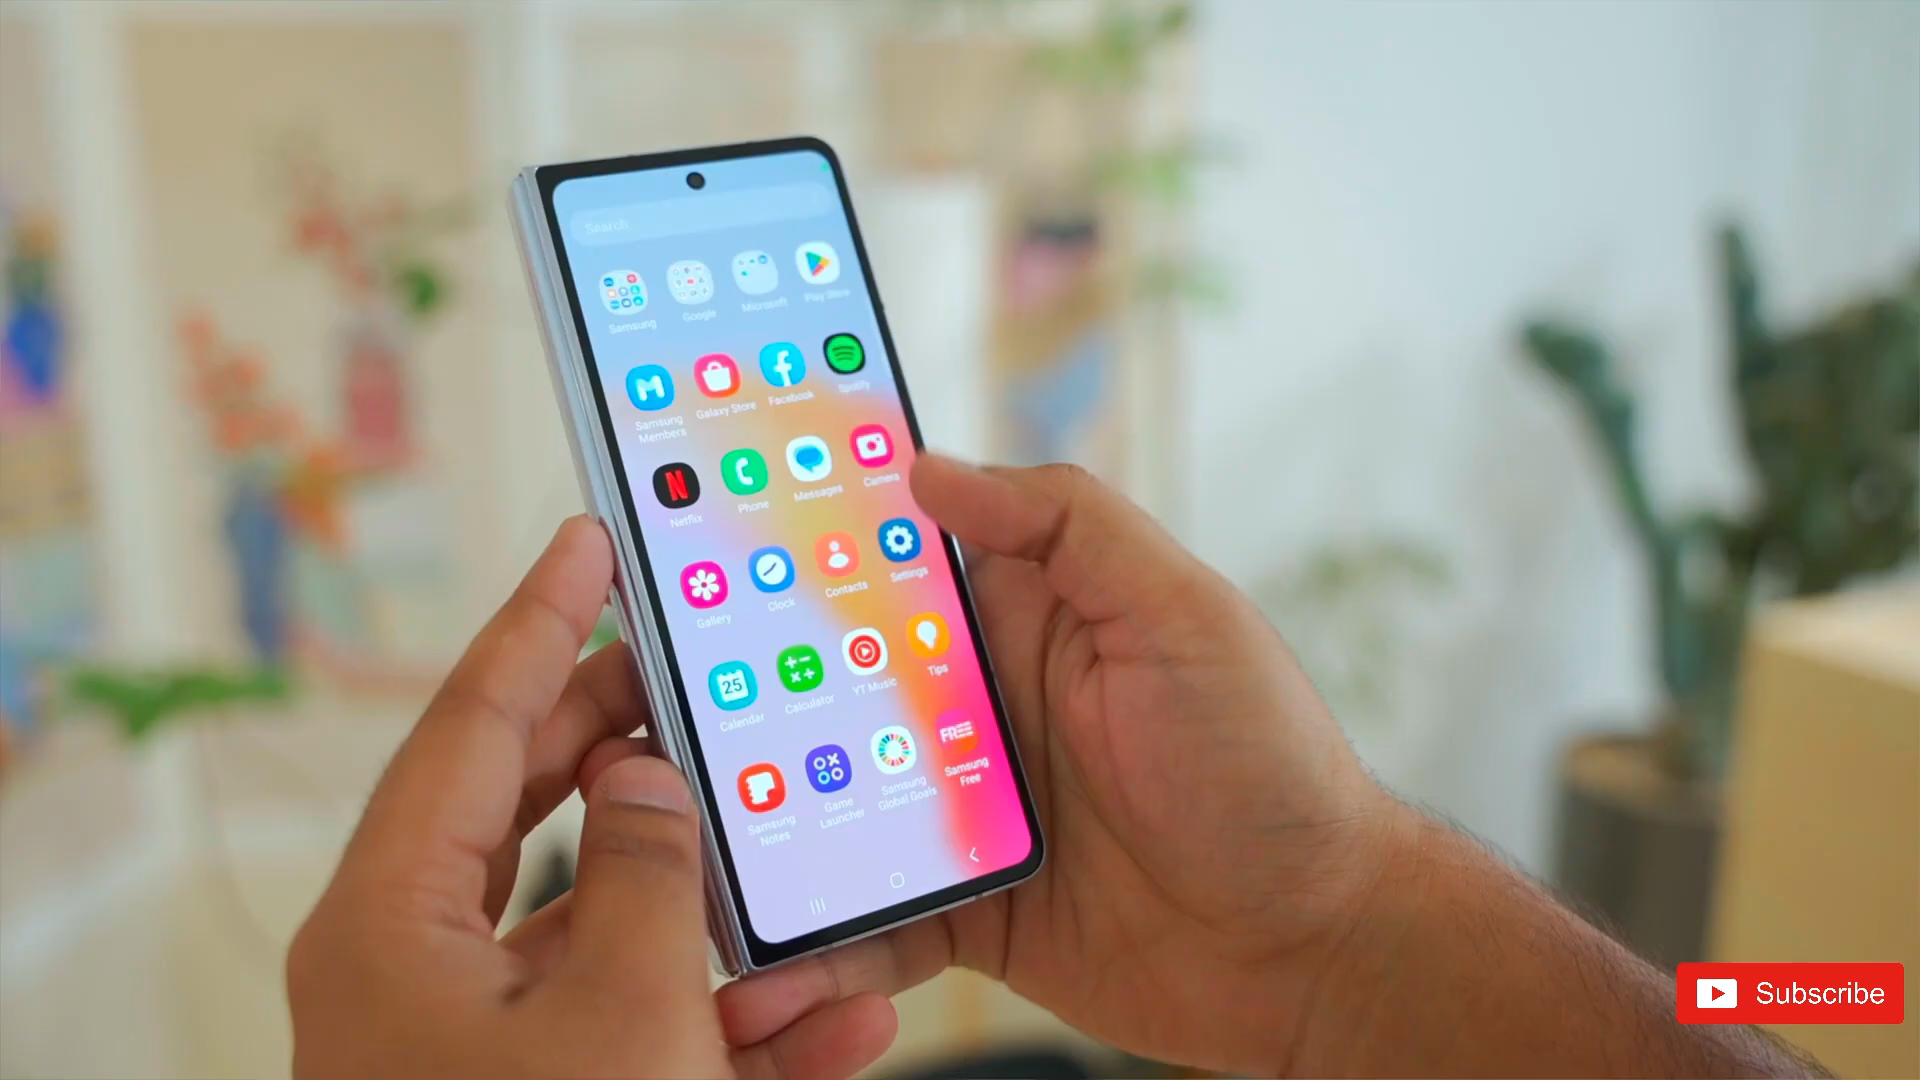 Search
Samsung
Google
Microsoft
Play Store
Samsung
Members
Galaxy Store
Facebook
Spotify
Netflix
Phone
Messages
Camera
Gallery
Clock
Contacts
Settings
25
Calendar
Calculator
YT Music
Tips
Samsung
Notes
Game
Launcher
Samsung
Global Goals
FREE
Samsung
Free
Subscribe